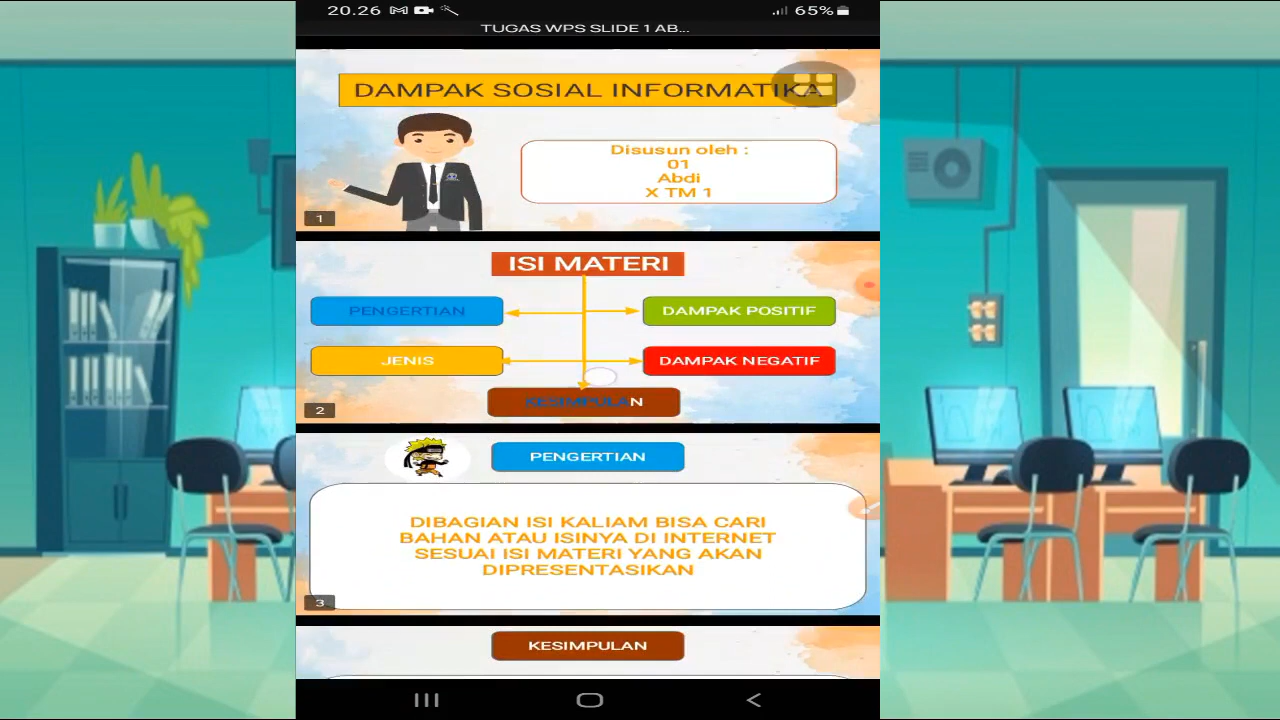 20.26
65%
TUGAS WPS SLIDE 1 AB...
DAMPAK SOSIAL INFORMATIKA
Disusun oleh :
01
Abdi
X TM 1
1
ISI MATERI
PENGERTIAN
DAMPAK POSITIF
JENIS
DAMPAK NEGATIF
KESIMPULAN
2
PENGERTIAN
DIBAGIAN ISI KALIAM BISA CARI
BAHAN ATAU ISINYA DI INTERNET
SESUAI ISI MATERI YANG AKAN
DIPRESENTASIKAN
3
KESIMPULAN